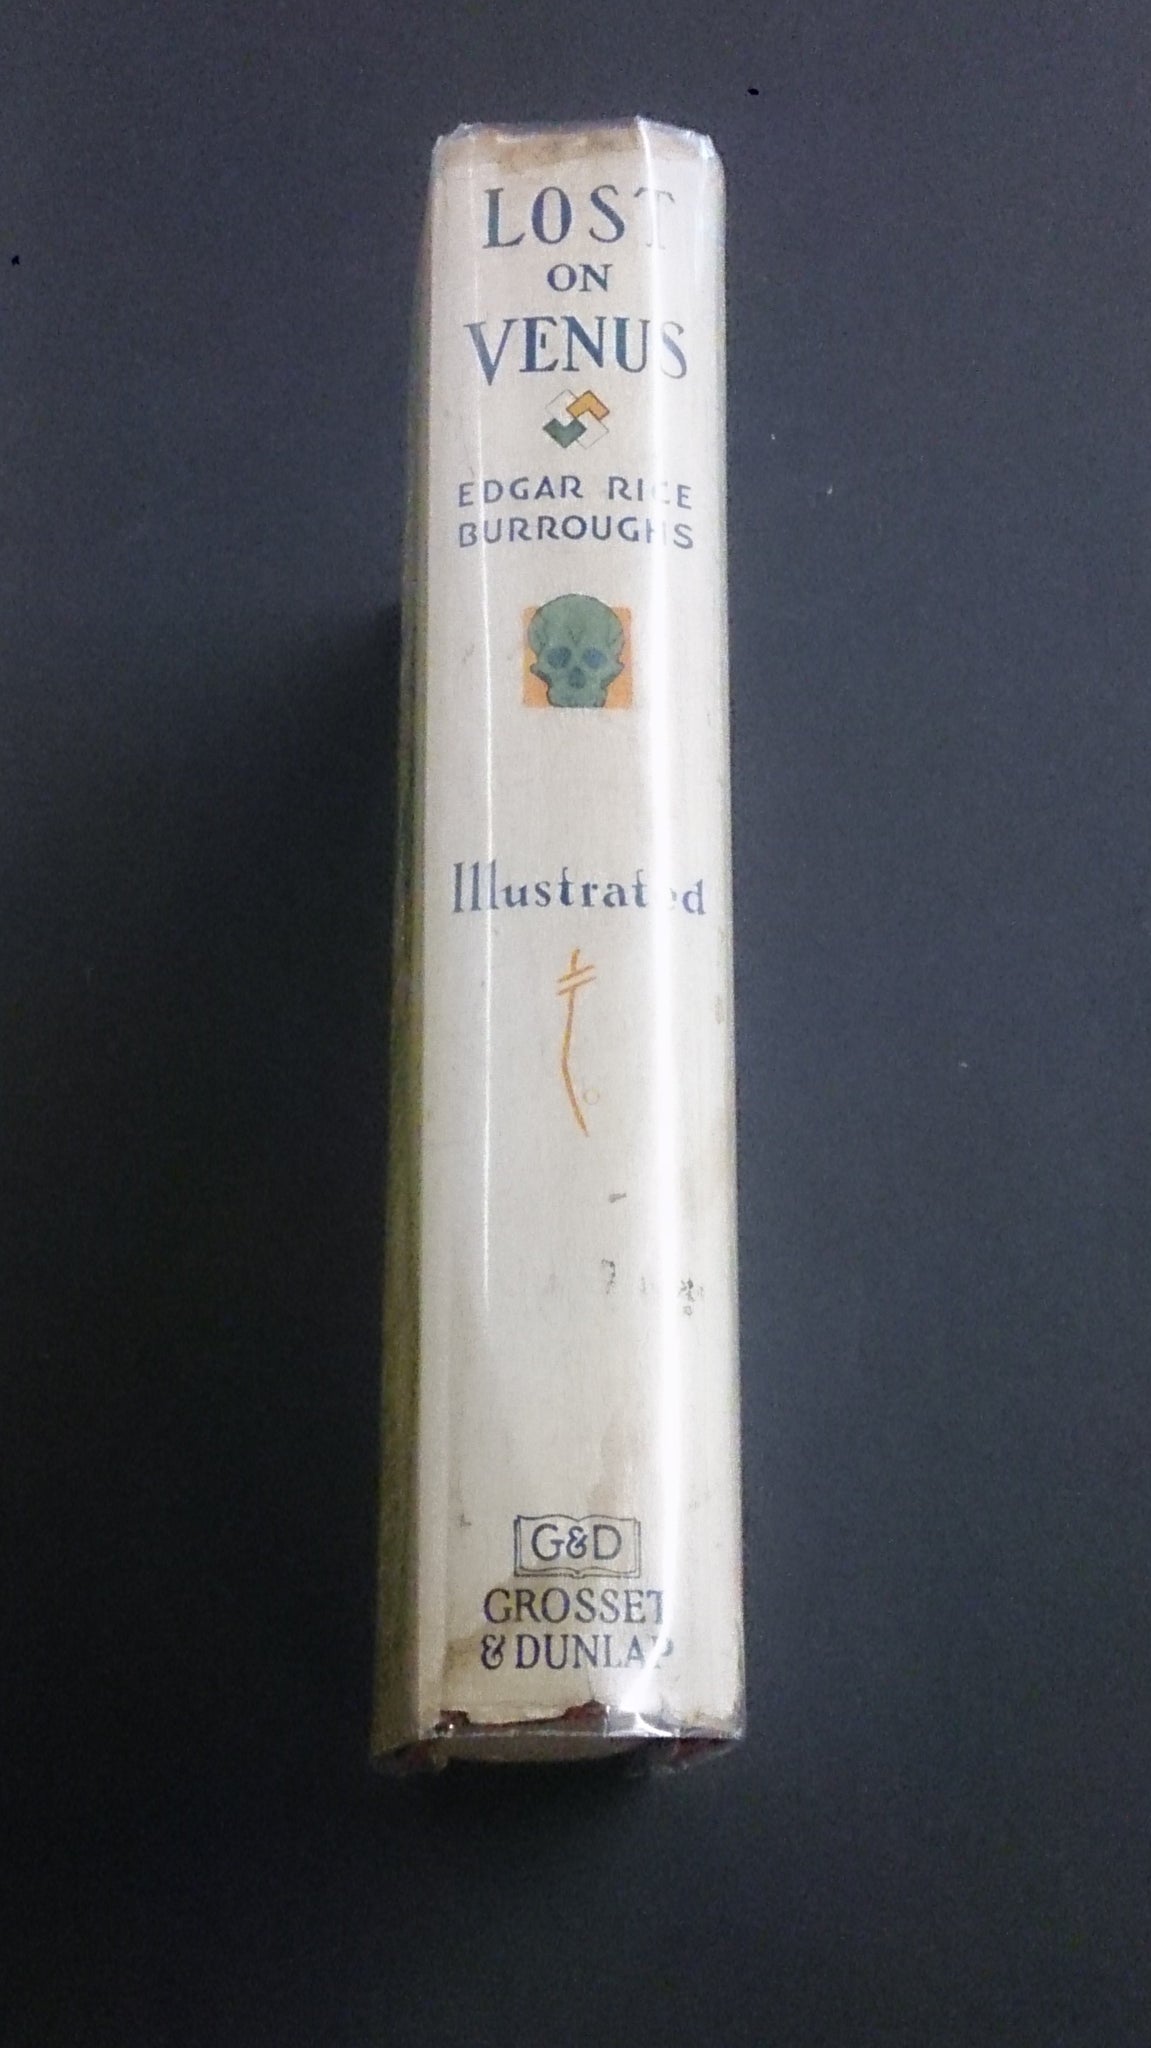 LOST
ON
VENUS
EDGAR RICE
BURROUGHS
Illustrated
G&D
GROSSET
& DUNLAP